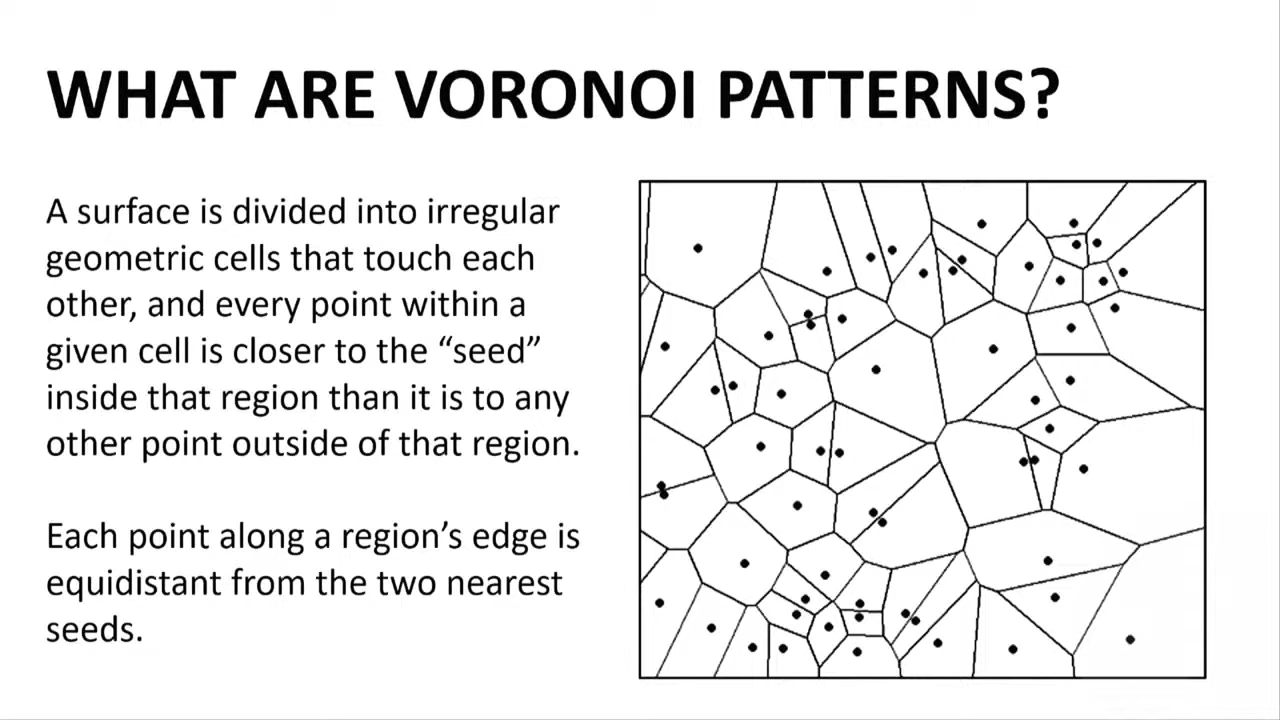 WHAT ARE VORONOI PATTERNS?
A surface is divided into irregular
geometric cells that touch each
other, and every point within a
given cell is closer to the “seed”
inside that region than it is to any
other point outside of that region.
Each point along a region’s edge is
equidistant from the two nearest
seeds.